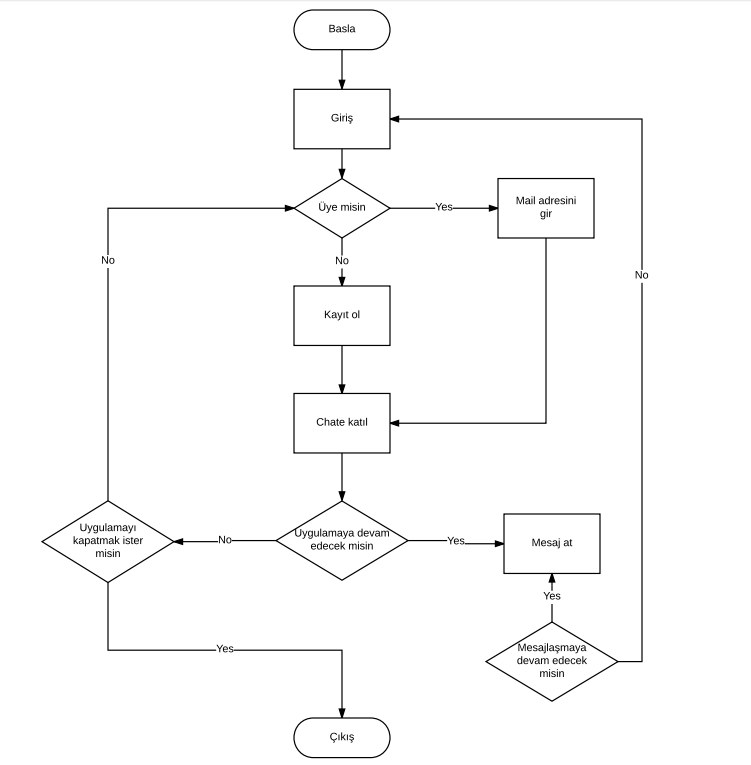 Basla
Giriş
Üye misin
Yes
Mail adresini
gir
No
No
No
Kayıt ol
Chate katıl
Uygulamayı
kapatmak ister
misin
No
Uygulamaya devam
edecek misin
Yes
Mesaj at
Yes
Mesajlaşmaya
devam edecek
misin
Yes
Çıkış